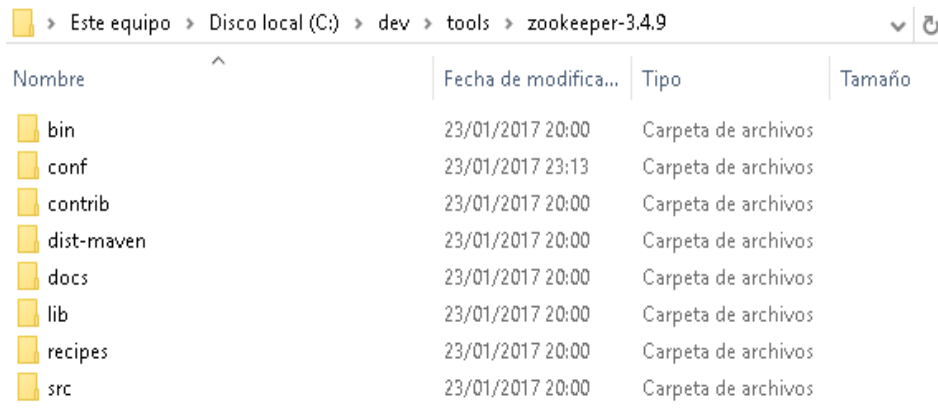 Este equipo > Disco local (C:) > dev > tools > zookeeper-3.4.9
Nombre Fecha de modifica... Tipo Tamaño
bin 23/01/2017 20:00 Carpeta de archivos
conf 23/01/2017 23:13 Carpeta de archivos
contrib 23/01/2017 20:00 Carpeta de archivos
dist-maven 23/01/2017 20:00 Carpeta de archivos
docs 23/01/2017 20:00 Carpeta de archivos
lib 23/01/2017 20:00 Carpeta de archivos
recipes 23/01/2017 20:00 Carpeta de archivos
src 23/01/2017 20:00 Carpeta de archivos